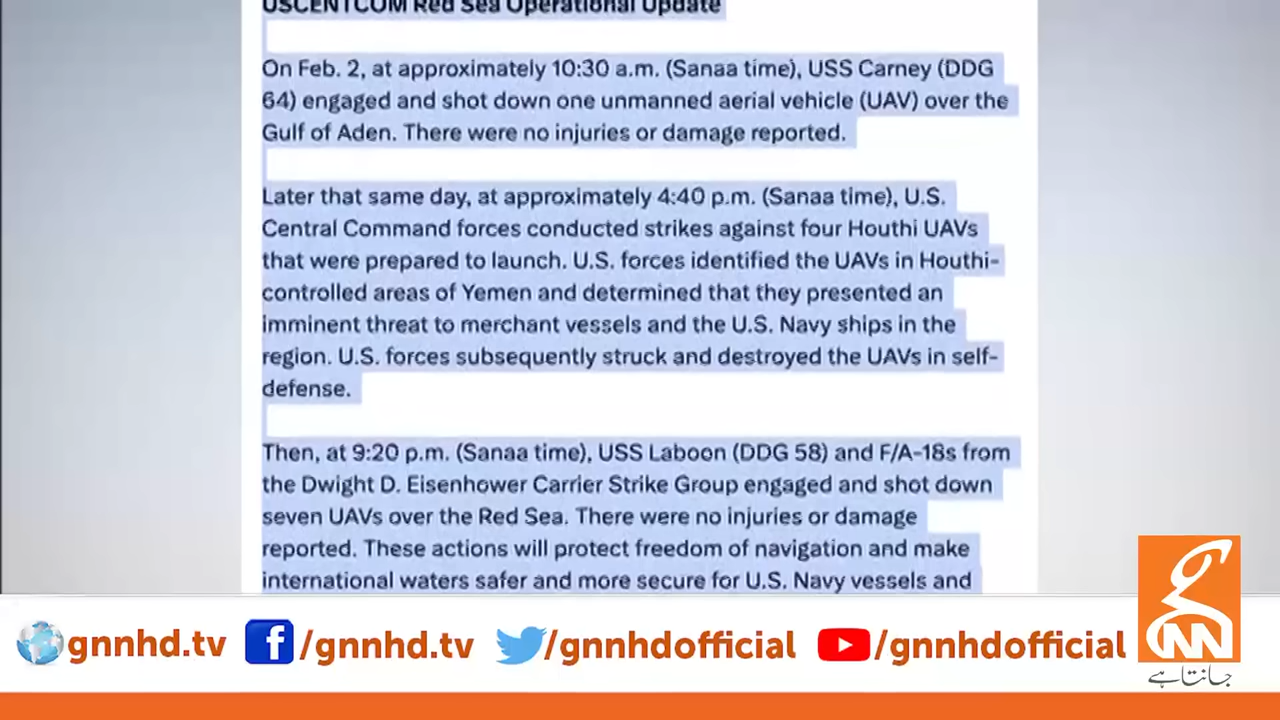 USCENTCOM Red Sea Operational Update
On Feb. 2, at approximately 10:30 a.m. (Sanaa time), USS Carney (DDG
64) engaged and shot down one unmanned aerial vehicle (UAV) over the
Gulf of Aden. There were no injuries or damage reported.
Later that same day, at approximately 4:40 p.m. (Sanaa time), U.S.
Central Command forces conducted strikes against four Houthi UAVs
that were prepared to launch. U.S. forces identified the UAVs in Houthi-
controlled areas of Yemen and determined that they presented an
imminent threat to merchant vessels and the U.S. Navy ships in the
region. U.S. forces subsequently struck and destroyed the UAVs in self-
defense.
Then, at 9:20 p.m. (Sanaa time), USS Laboon (DDG 58) and F/A-18s from
the Dwight D. Eisenhower Carrier Strike Group engaged and shot down
seven UAVs over the Red Sea. There were no injuries or damage
reported. These actions will protect freedom of navigation and make
international waters safer and more secure for U.S. Navy vessels and
gnnhd.tv /gnnhd.tv /gnnhdofficial /gnnhdofficial
GNN
جانتا ہے